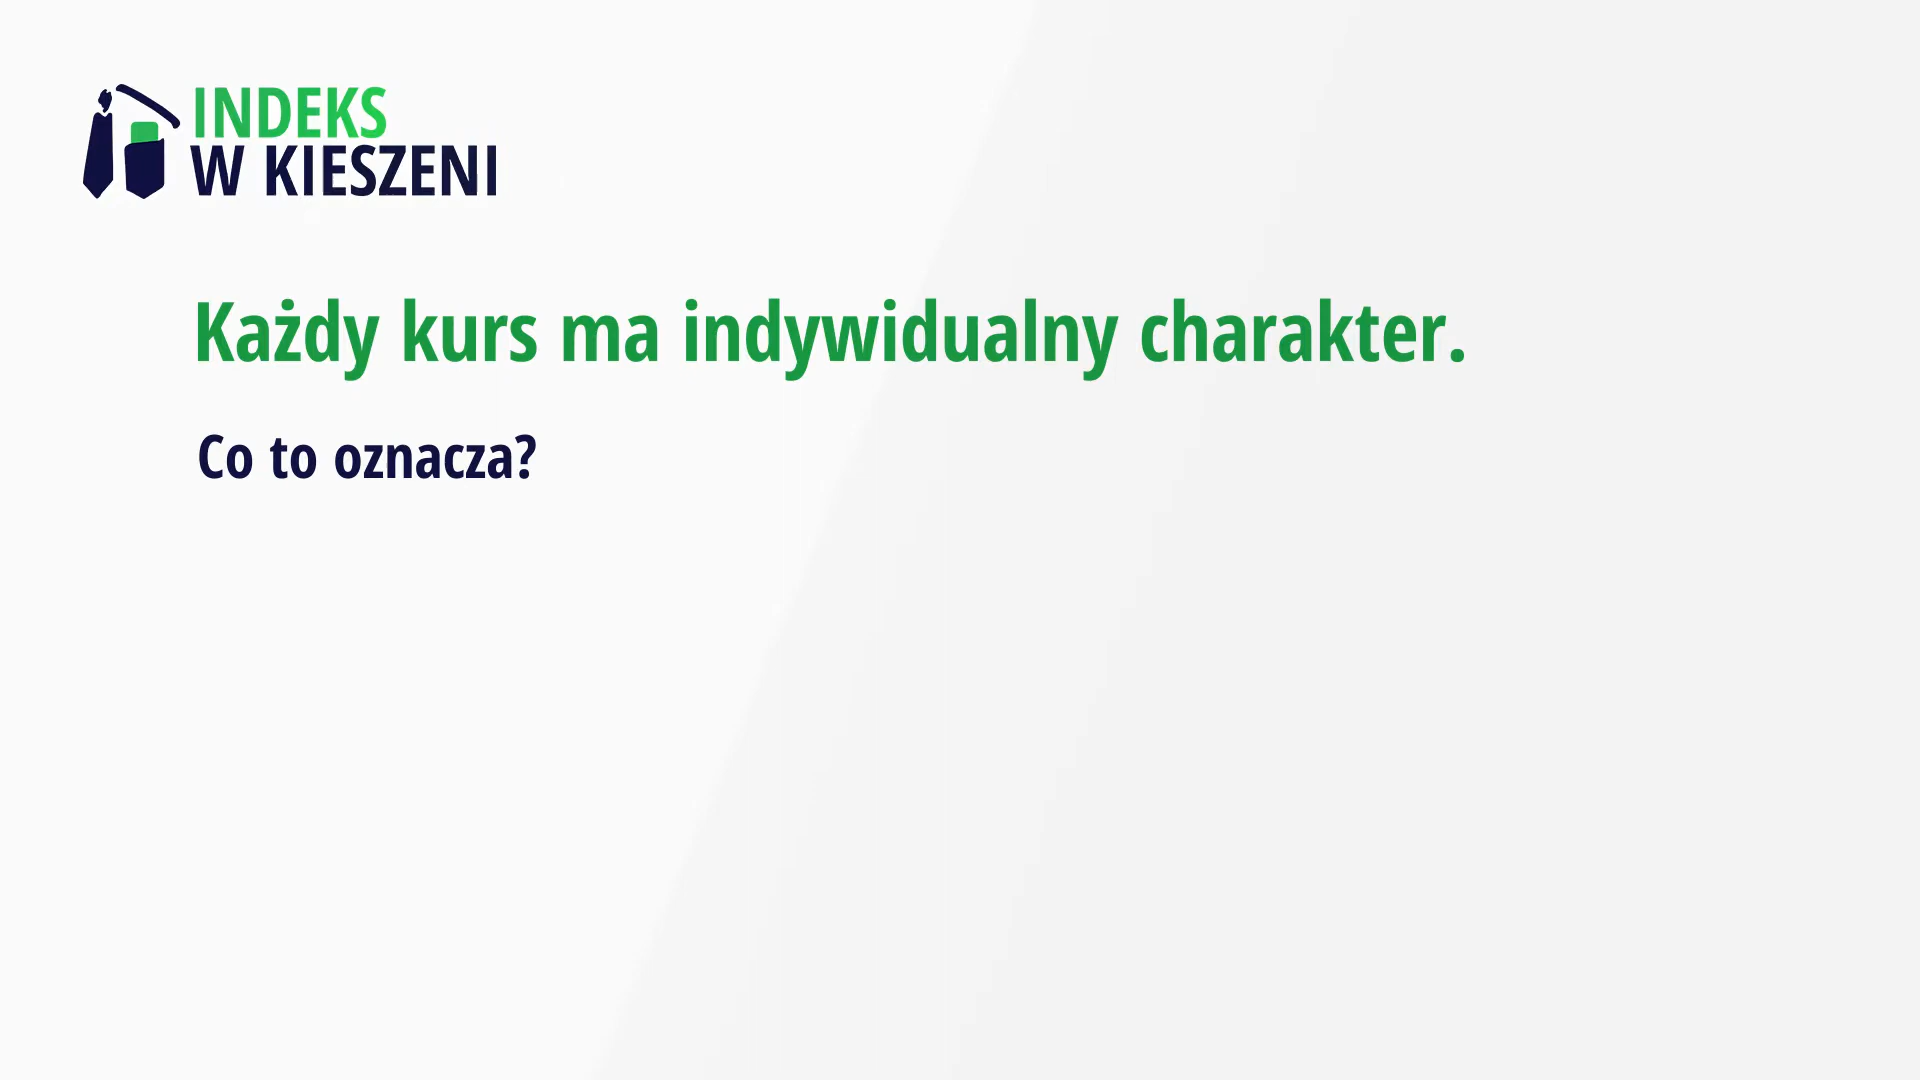 INDEKS
W KIESZENI
Każdy kurs ma indywidualny charakter.
Co to oznacza?